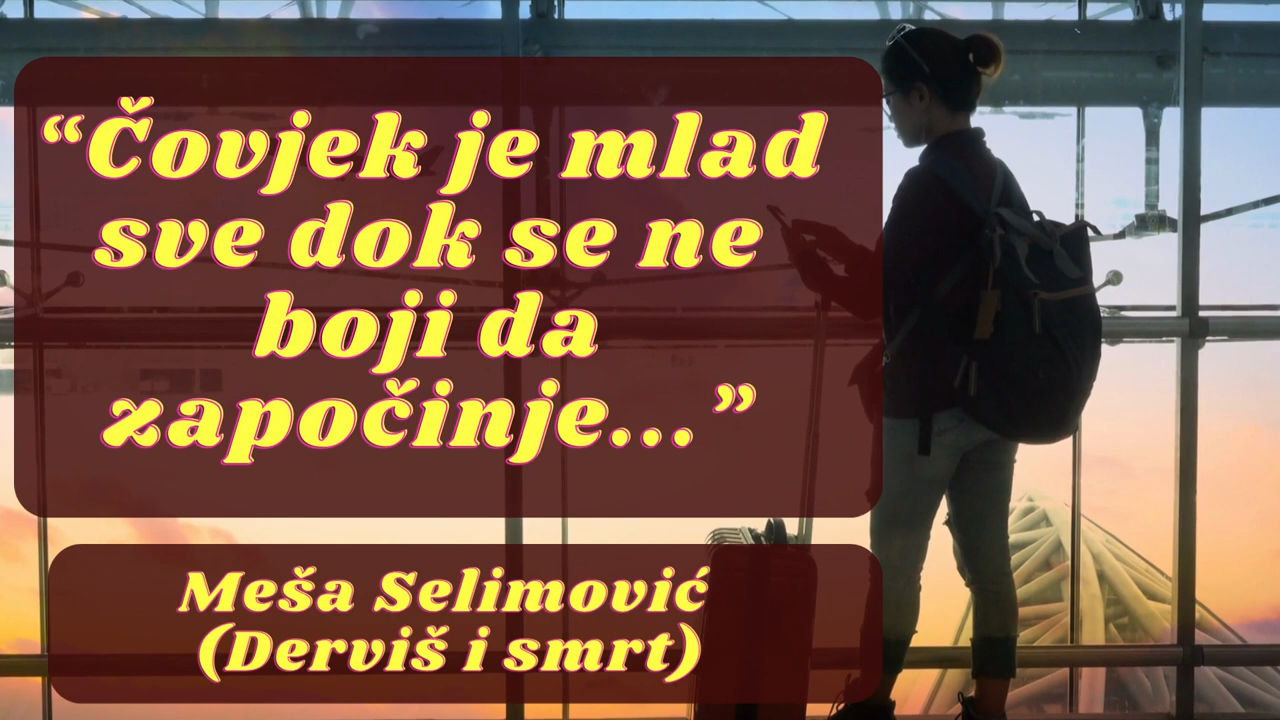 “Čovjek je mlad
sve dok se ne
boji da
započinje...”
Meša Selimović
(Derviš i smrt)